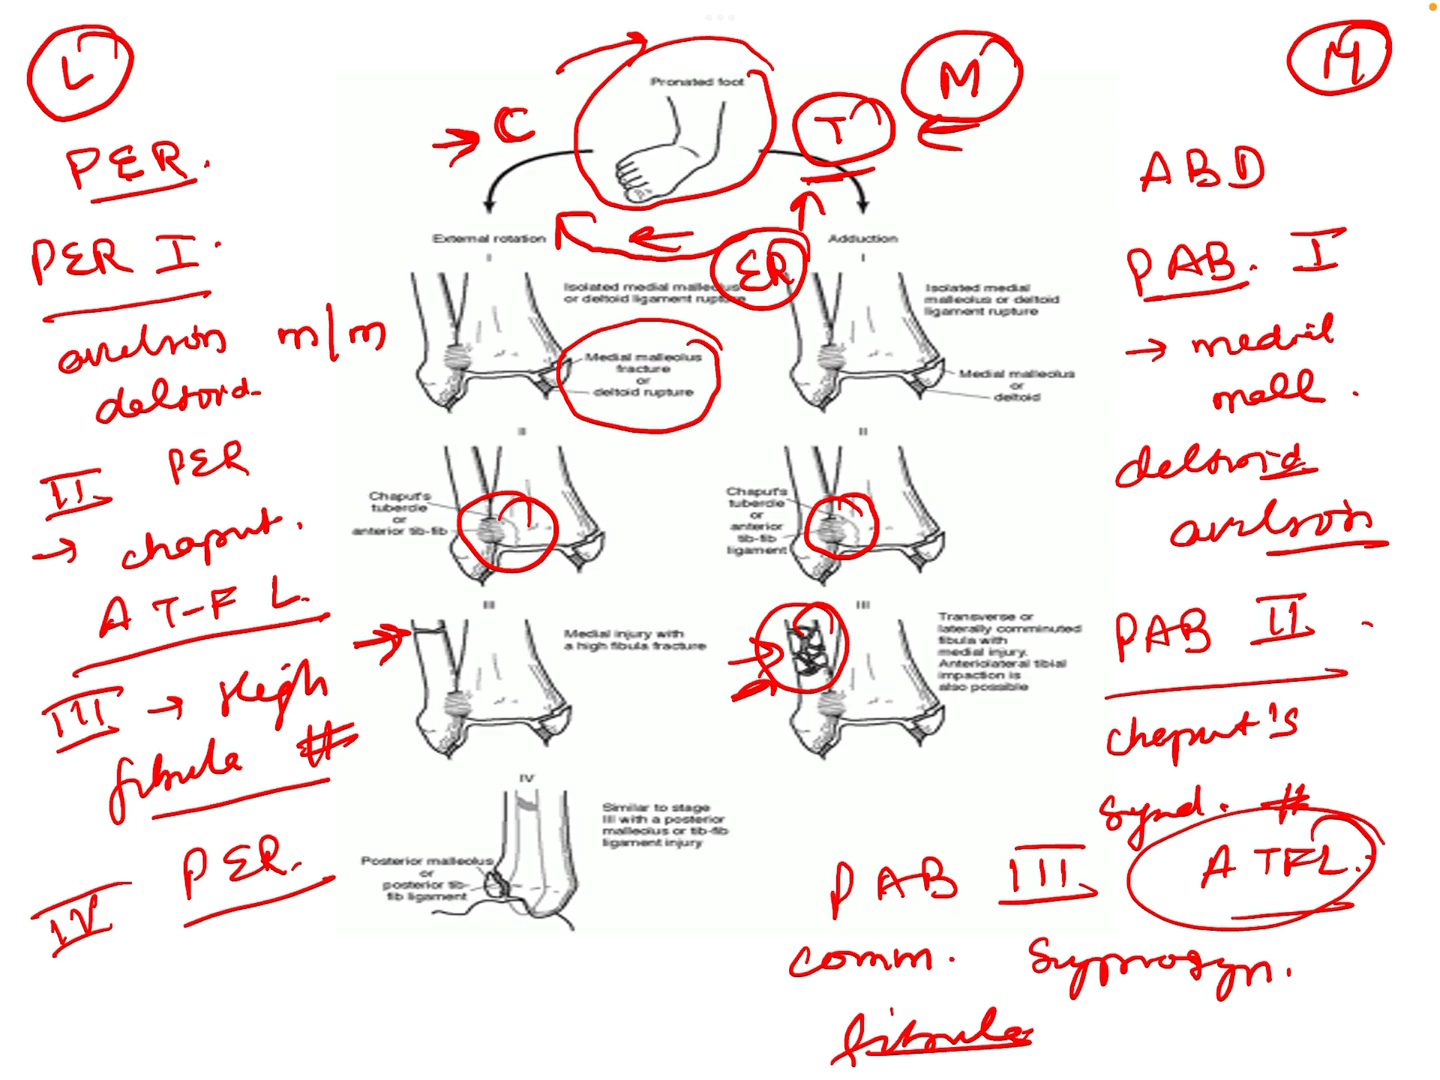 L
PER.
PER I.
avulsion m/m
deltoid
II PER
→ chaput.
A T-F L.
III → High
fibula #
IV PER.
→ C
Pronated foot
T
M
M
ER
External rotation
I
Isolated medial malleolus
or deltoid ligament rupture
Medial malleolus
fracture
or
deltoid rupture
II
Chaput's
tubercle
or
anterior tib-fib
III
Medial injury with
a high fibula fracture
IV
Similar to stage
III with a posterior
malleolus or tib-fib
ligament injury
Posterior malleolus
or
posterior tib-
fib ligament
Adduction
I
Isolated medial
malleolus or deltoid
ligament rupture
Medial malleolus
or
deltoid
II
Chaput's
tubercle
or
anterior
tib-fib
ligament
III
Transverse or
laterally comminuted
fibula with
medial injury.
Anteriolateral tibial
impaction is
also possible
ABD
PAB. I
→ medial
mall.
deltoid
avulsion
PAB II.
chaput's
synd. #
ATFL.
PAB III
comm.
fibula